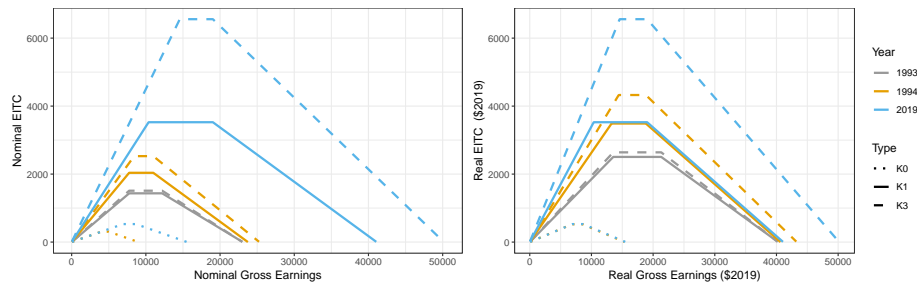 Nominal EITC
6000
4000
2000
0
0 10000 20000 30000 40000 50000
Nominal Gross Earnings
Real EITC ($2019)
6000
4000
2000
0
0 10000 20000 30000 40000 50000
Real Gross Earnings ($2019)
Year
1993
1994
2019
Type
K0
K1
K3